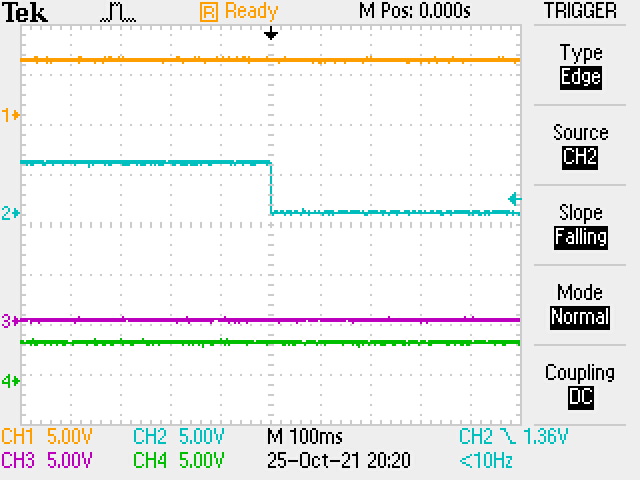 Tek R Ready M Pos: 0.000s TRIGGER
Type
Edge
Source
CH2
Slope
Falling
Mode
Normal
Coupling
DC
1
2
3
4
CH1 5.00V CH2 5.00V M 100ms CH2 1.36V
CH3 5.00V CH4 5.00V 25-Oct-21 20:20 <10Hz